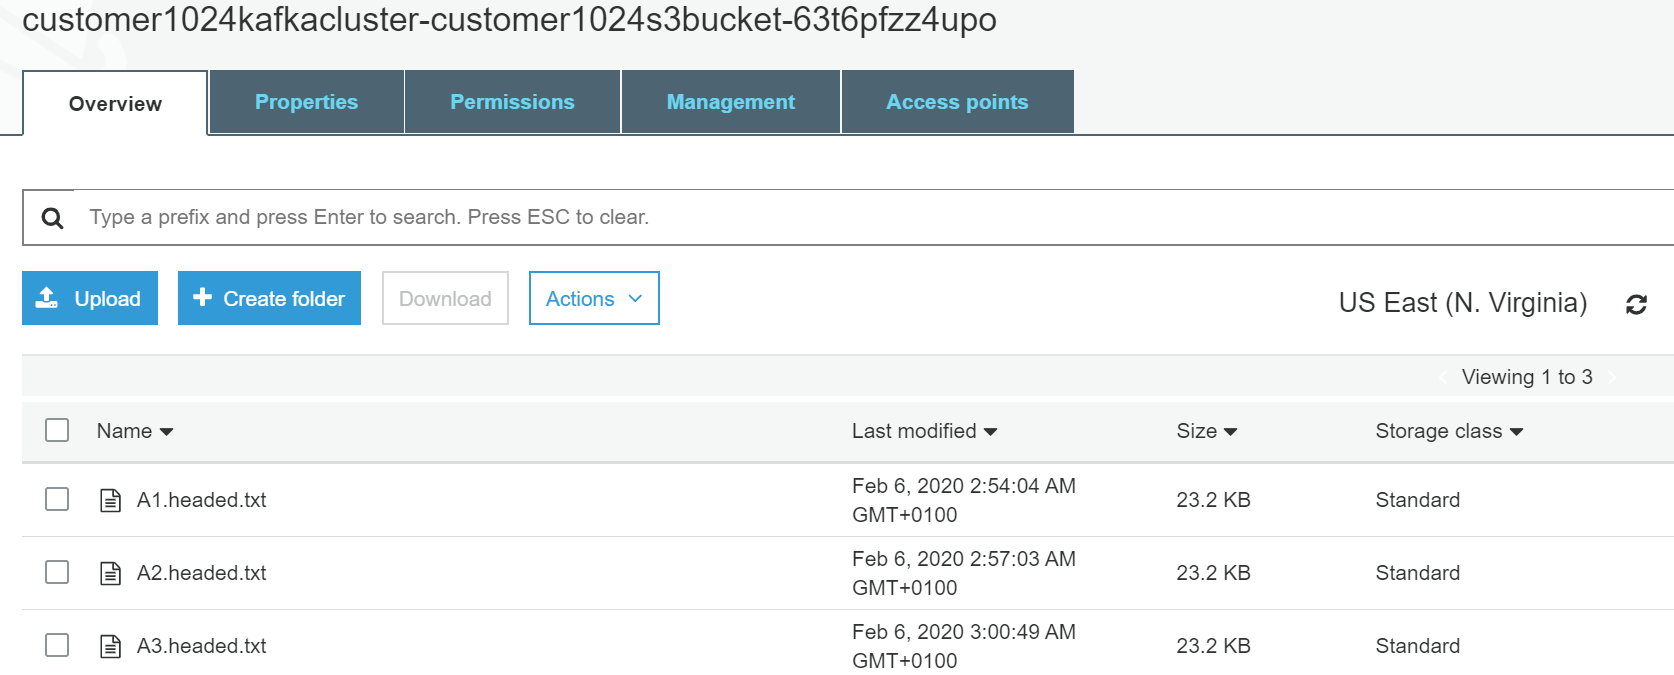 customer1024kafkacluster-customer1024s3bucket-63t6pfzz4upo
Overview Properties Permissions Management Access points
Type a prefix and press Enter to search. Press ESC to clear.
Upload Create folder Download Actions US East (N. Virginia)
Viewing 1 to 3
Name Last modified Size Storage class
A1.headed.txt Feb 6, 2020 2:54:04 AM GMT+0100 23.2 KB Standard
A2.headed.txt Feb 6, 2020 2:57:03 AM GMT+0100 23.2 KB Standard
A3.headed.txt Feb 6, 2020 3:00:49 AM GMT+0100 23.2 KB Standard